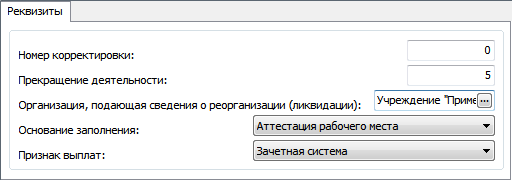 Реквизиты
Номер корректировки: 0
Прекращение деятельности: 5
Организация, подающая сведения о реорганизации (ликвидации): Учреждение "Приме ...
Основание заполнения: Аттестация рабочего места
Признак выплат: Зачетная система